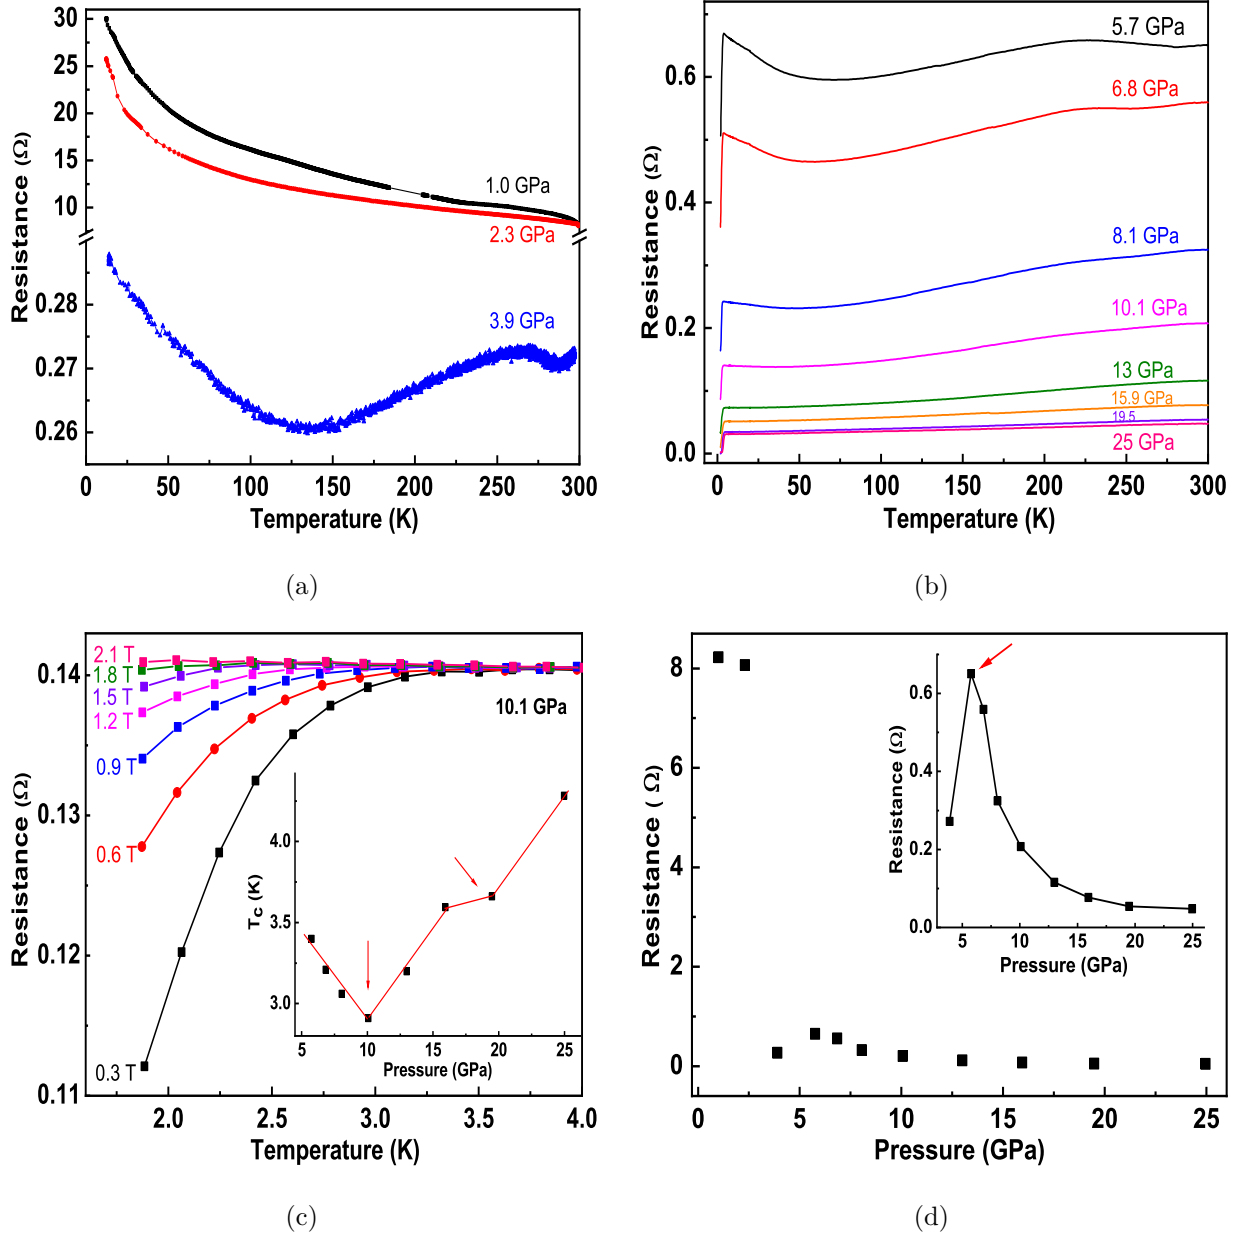 30
25
20
15
10
0.28
0.27
0.26
0
50
100
150
200
250
300
Resistance (Ω)
Temperature (K)
1.0 GPa
2.3 GPa
3.9 GPa
(a)
0.6
0.4
0.2
0.0
0
50
100
150
200
250
300
Resistance (Ω)
Temperature (K)
5.7 GPa
6.8 GPa
8.1 GPa
10.1 GPa
13 GPa
15.9 GPa
19.5
25 GPa
(b)
0.14
0.13
0.12
0.11
2.0
2.5
3.0
3.5
4.0
Resistance (Ω)
Temperature (K)
2.1 T
1.8 T
1.5 T
1.2 T
0.9 T
0.6 T
0.3 T
10.1 GPa
4.0
3.5
3.0
5
10
15
20
25
T_C (K)
Pressure (GPa)
(c)
8
6
4
2
0
0
5
10
15
20
25
Resistance ( Ω)
Pressure (GPa)
0.6
0.4
0.2
0.0
5
10
15
20
25
Resistance (Ω)
Pressure (GPa)
(d)